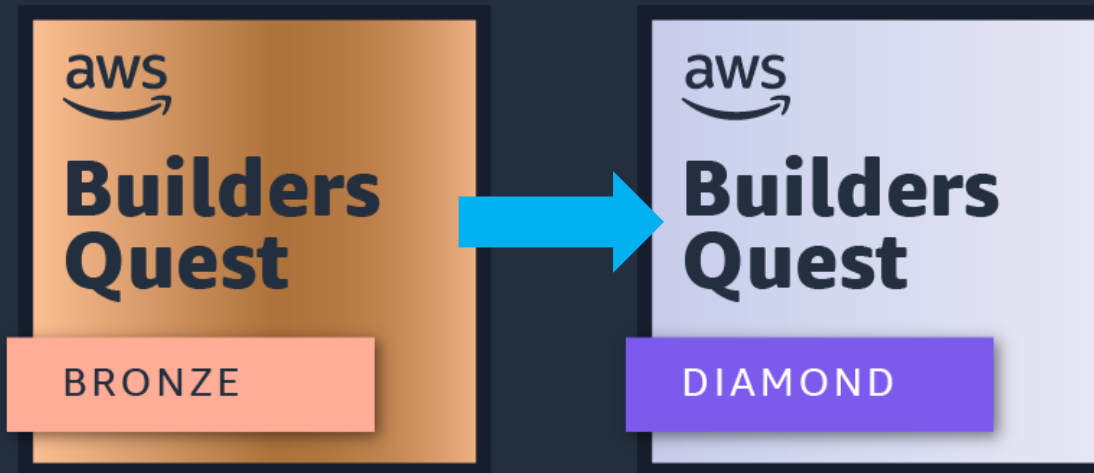 aws
Builders
Quest
BRONZE
aws
Builders
Quest
DIAMOND